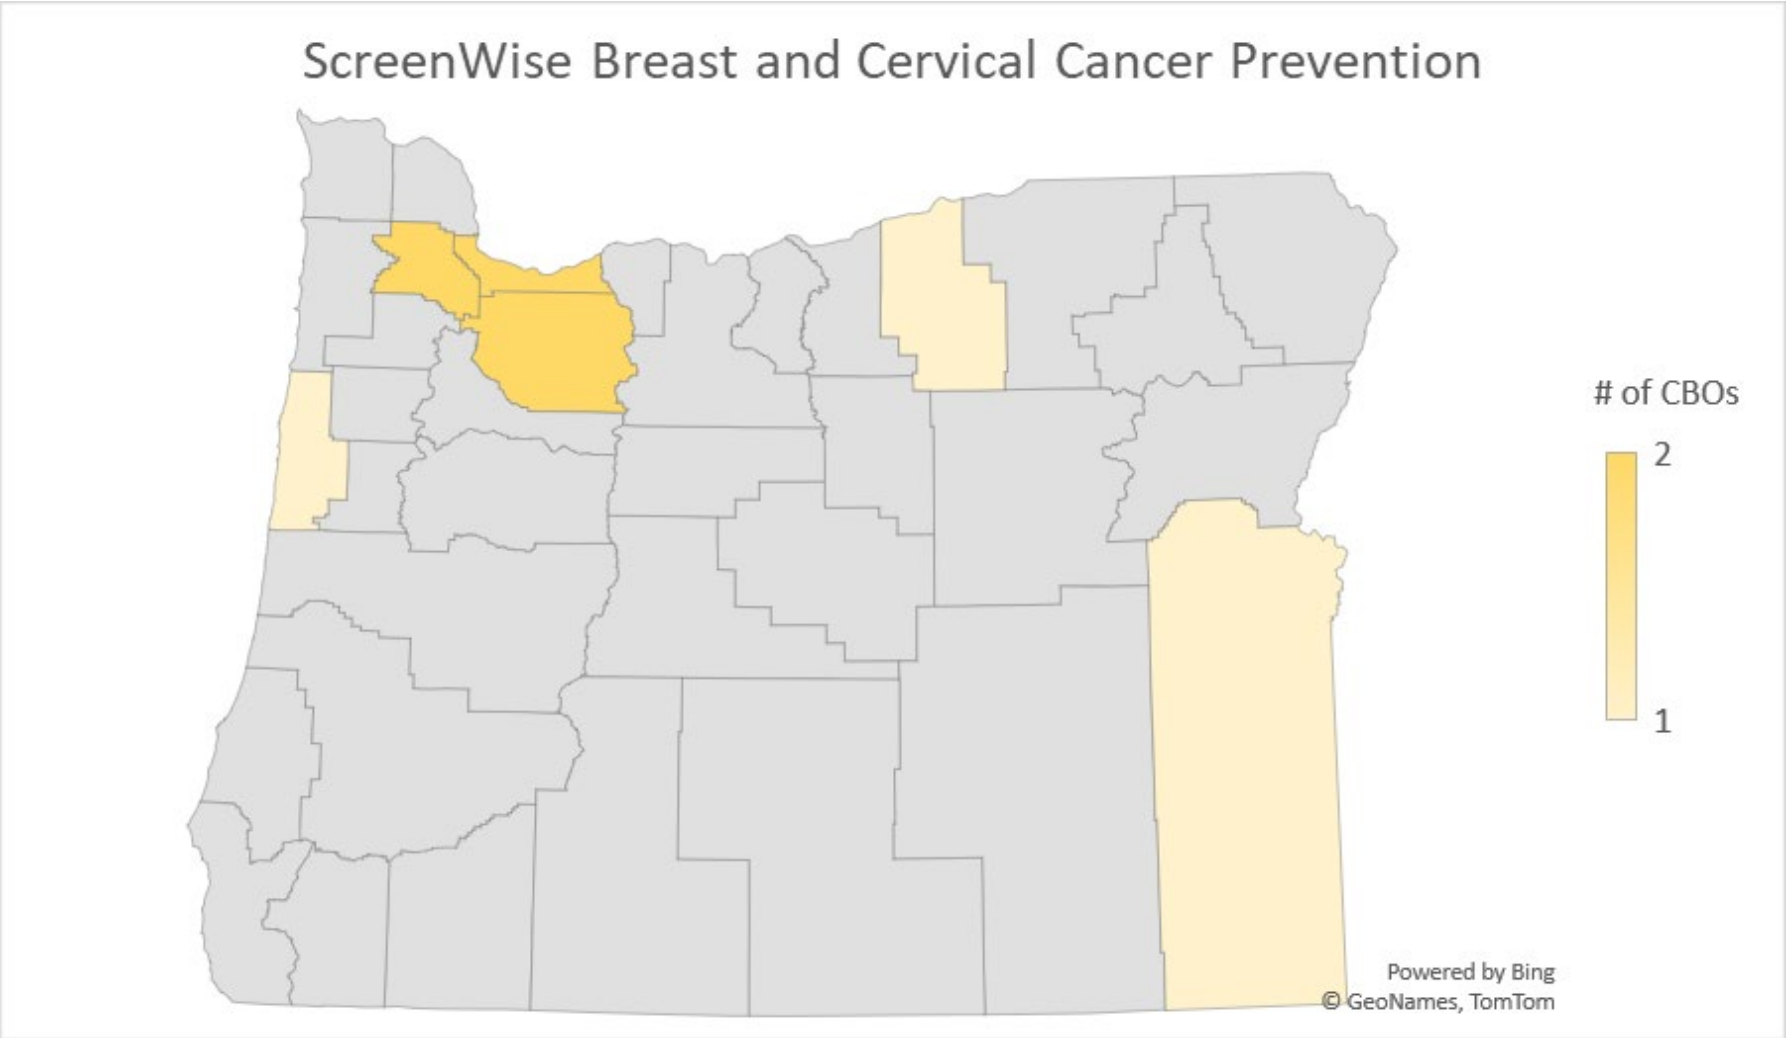 ScreenWise Breast and Cervical Cancer Prevention
# of CBOs
2
1
Powered by Bing
© GeoNames, TomTom